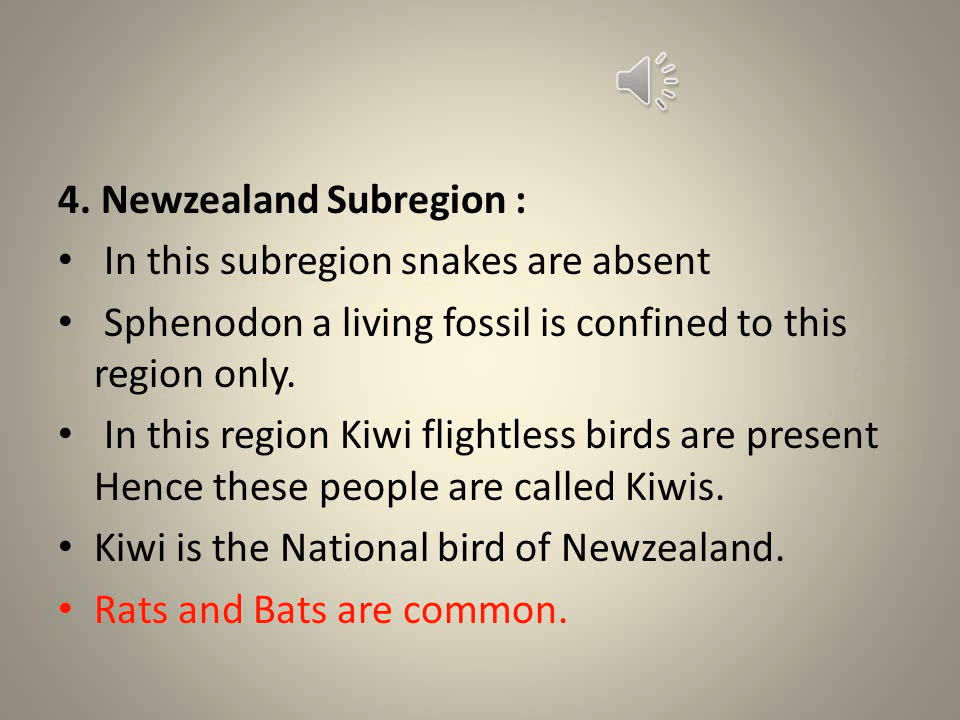 4. Newzealand Subregion :
• In this subregion snakes are absent
• Sphenodon a living fossil is confined to this
region only.
• In this region Kiwi flightless birds are present
Hence these people are called Kiwis.
• Kiwi is the National bird of Newzealand.
• Rats and Bats are common.